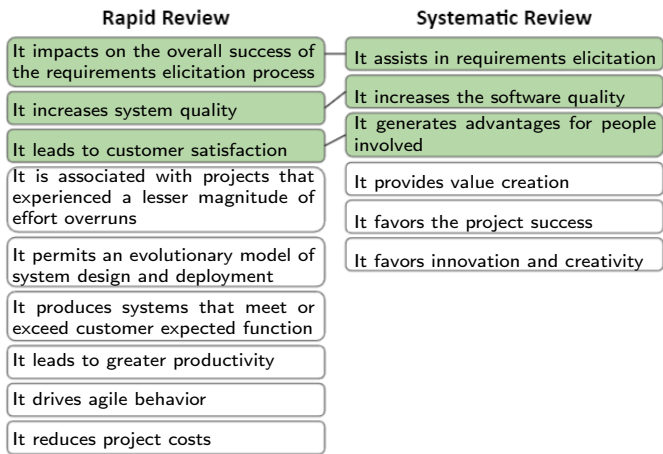 Rapid Review
It impacts on the overall success of
the requirements elicitation process
It increases system quality
It leads to customer satisfaction
It is associated with projects that
experienced a lesser magnitude of
effort overruns
It permits an evolutionary model of
system design and deployment
It produces systems that meet or
exceed customer expected function
It leads to greater productivity
It drives agile behavior
It reduces project costs
Systematic Review
It assists in requirements elicitation
It increases the software quality
It generates advantages for people
involved
It provides value creation
It favors the project success
It favors innovation and creativity